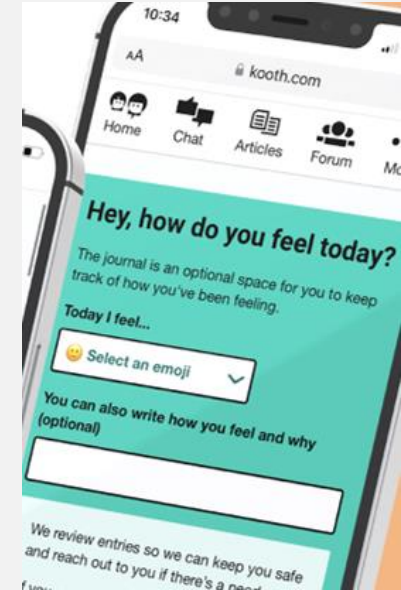 10:34
AA
kooth.com
Home
Chat
Articles
Forum
Hey, how do you feel today?
The journal is an optional space for you to keep
track of how you've been feeling.
Today I feel...
Select an emoji
You can also write how you feel and why
(optional)
We review entries so we can keep you safe
and reach out to you if there's a need